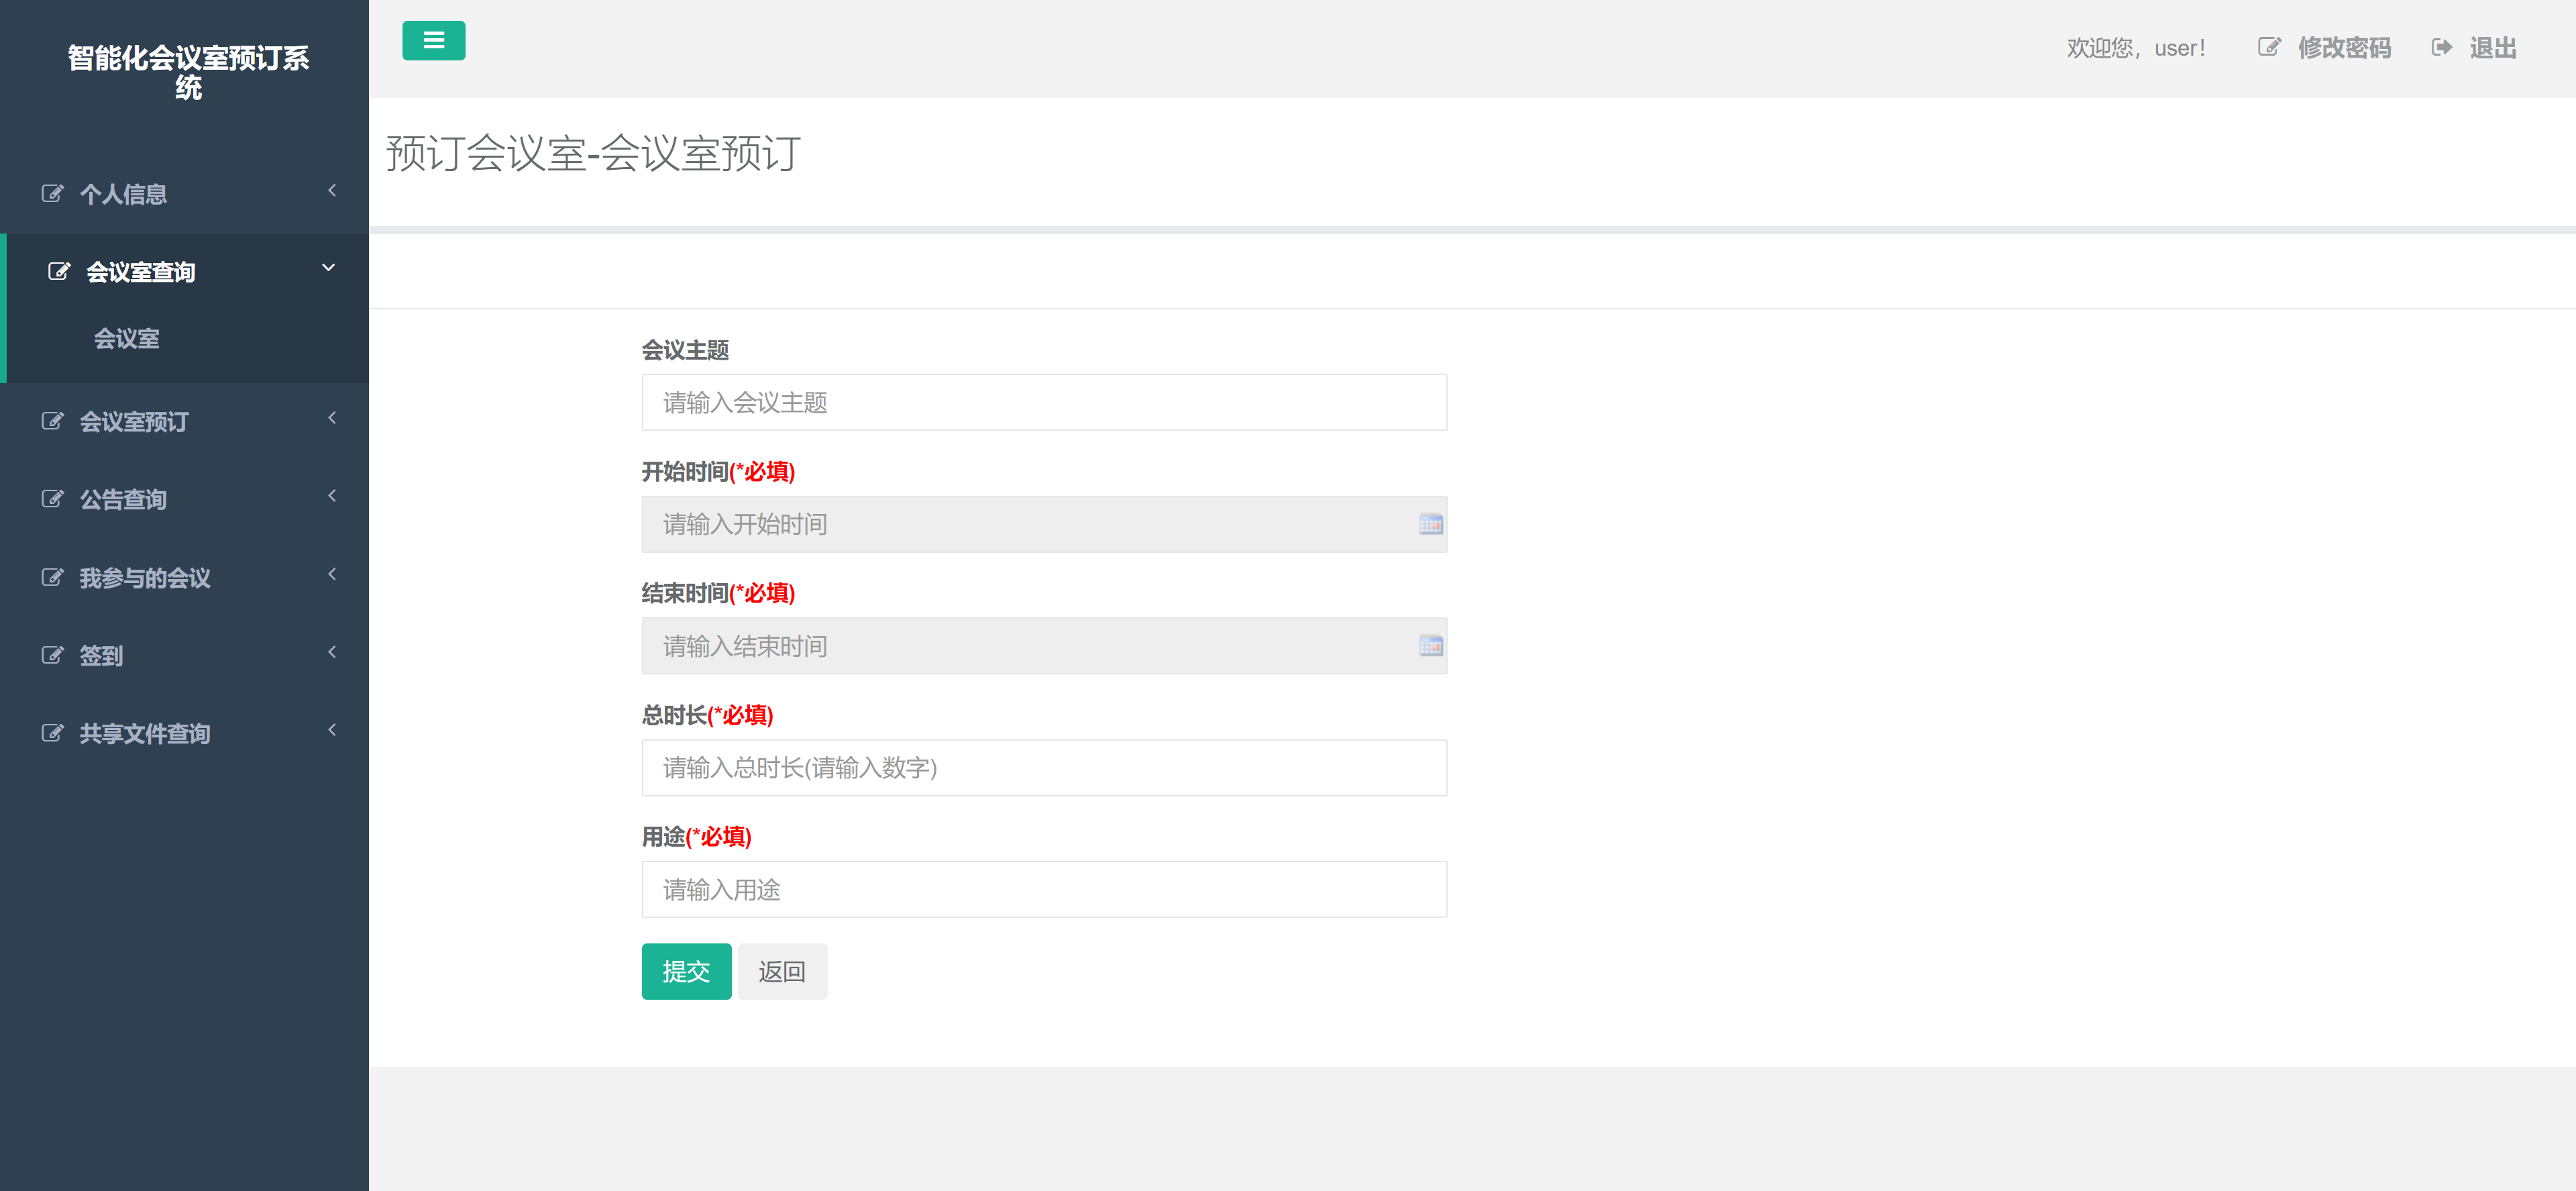 智能化会议室预订系
统
个人信息
会议室查询
会议室
会议室预订
公告查询
我参与的会议
签到
共享文件查询
欢迎您，user！ 修改密码 退出
预订会议室-会议室预订
会议主题
请输入会议主题
开始时间(*必填)
请输入开始时间
结束时间(*必填)
请输入结束时间
总时长(*必填)
请输入总时长(请输入数字)
用途(*必填)
请输入用途
提交 返回